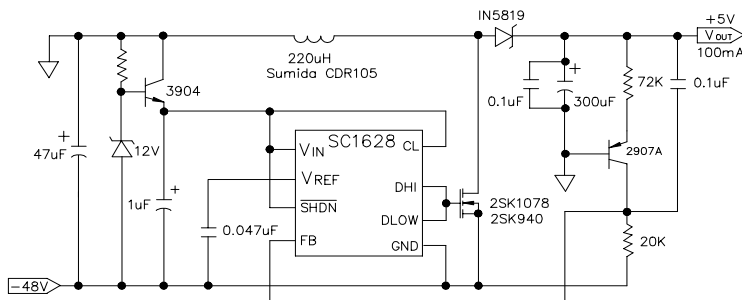 IN5819
+5V
VOUT
100mA
220uH
Sumida CDR105
3904
0.1uF
+
300uF
72K
0.1uF
+
47uF
12V
+
1uF
SC1628
VIN
CL
VREF
SHDN
DHI
DLOW
FB
GND
2907A
2SK1078
2SK940
0.047uF
20K
-48V